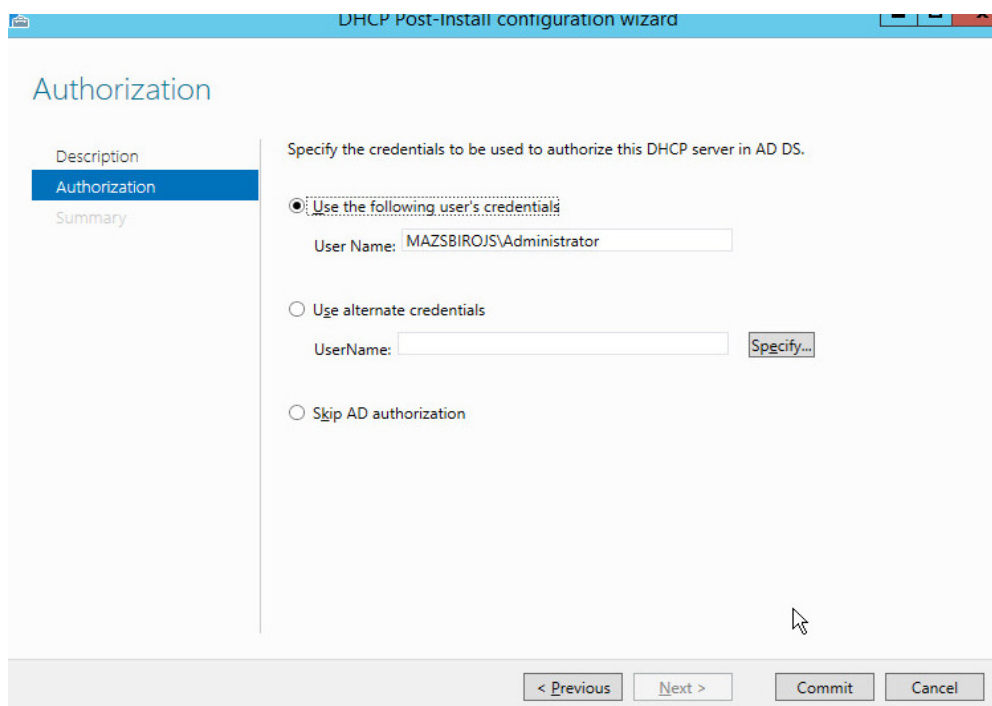 DHCP Post-Install configuration wizard
Authorization
Description
Authorization
Summary
Specify the credentials to be used to authorize this DHCP server in AD DS.
Use the following user's credentials
User Name: MAZSBIROJS\Administrator
Use alternate credentials
UserName:
Specify...
Skip AD authorization
< Previous
Next >
Commit
Cancel